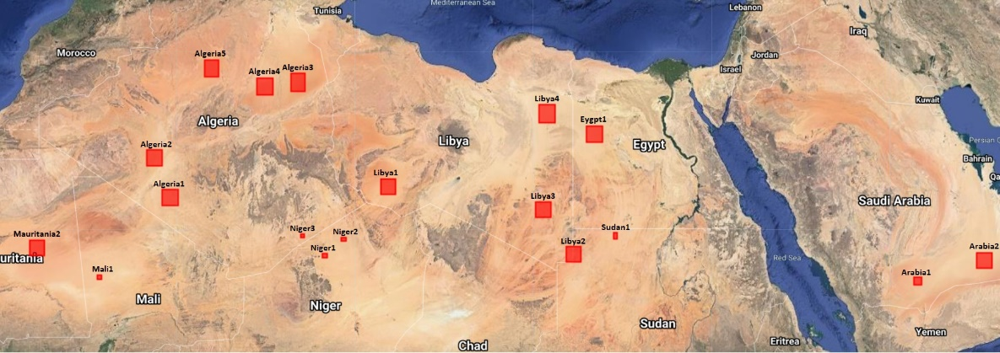 Mediterranean Sea
Tunisia
Lebanon
Iraq
Morocco
Algeria5
Algeria4
Algeria3
Jordan
Israel
Kuwait
Libya4
Algeria
Eygpt1
Libya
Egypt
Persian G
Algeria2
Bahrain
Libya1
Qa
Algeria1
Libya3
Saudi Arabia
Mauritania2
Niger3
Niger2
Sudan1
Libya2
Arabia2
uritania
Niger1
Red Sea
Mali1
Arabia1
Mali
Niger
Sudan
Yemen
Chad
Eritrea